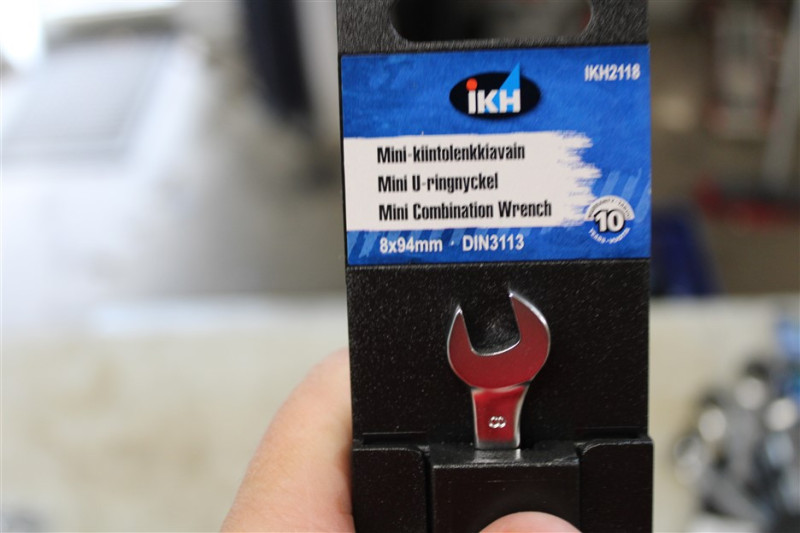 IKH2118
iKH
Mini-kiintolenkkiavain
Mini U-ringnyckel
Mini Combination Wrench
10
8x94mm · DIN3113
8